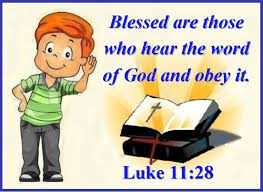 Blessed are those
who hear the word
of God and obey it.
Luke 11:28